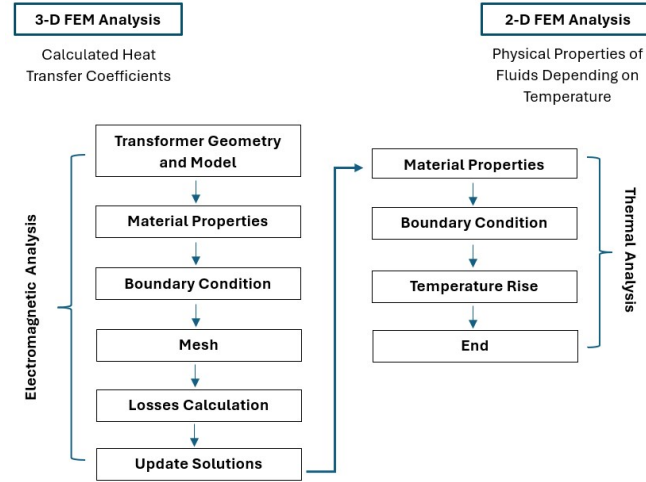 3-D FEM Analysis
Calculated Heat
Transfer Coefficients
Electromagnetic Analysis
Transformer Geometry
and Model
Material Properties
Boundary Condition
Mesh
Losses Calculation
Update Solutions
2-D FEM Analysis
Physical Properties of
Fluids Depending on
Temperature
Material Properties
Boundary Condition
Temperature Rise
End
Thermal Analysis